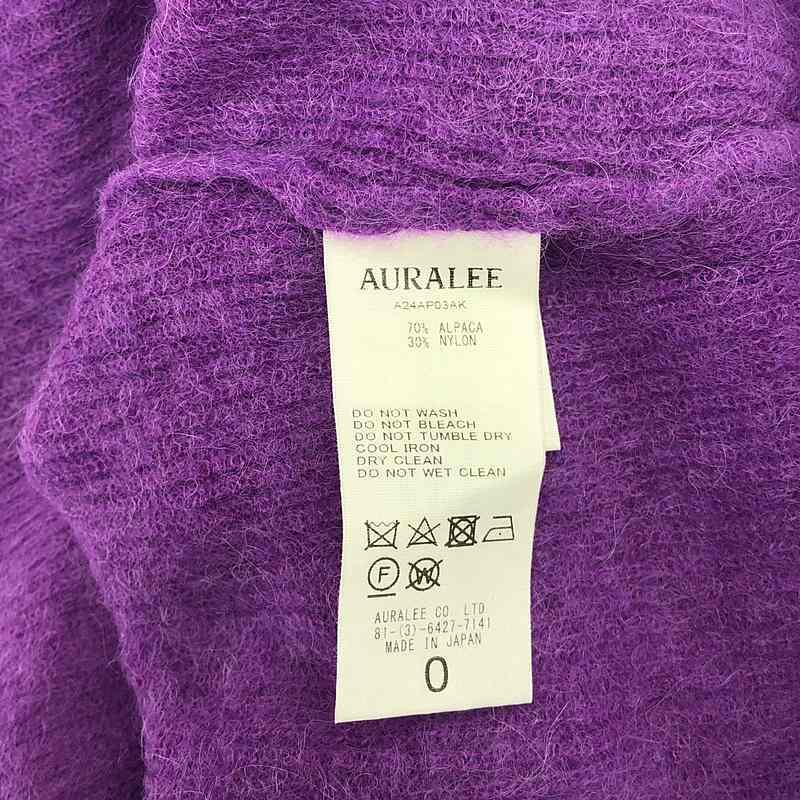 AURALEE
A24AP03AK
70% ALPACA
30% NYLON
DO NOT WASH
DO NOT BLEACH
DO NOT TUMBLE DRY
COOL IRON
DRY CLEAN
DO NOT WET CLEAN
F W
AURALEE CO. LTD
81-(3)-6427-7141
MADE IN JAPAN
0